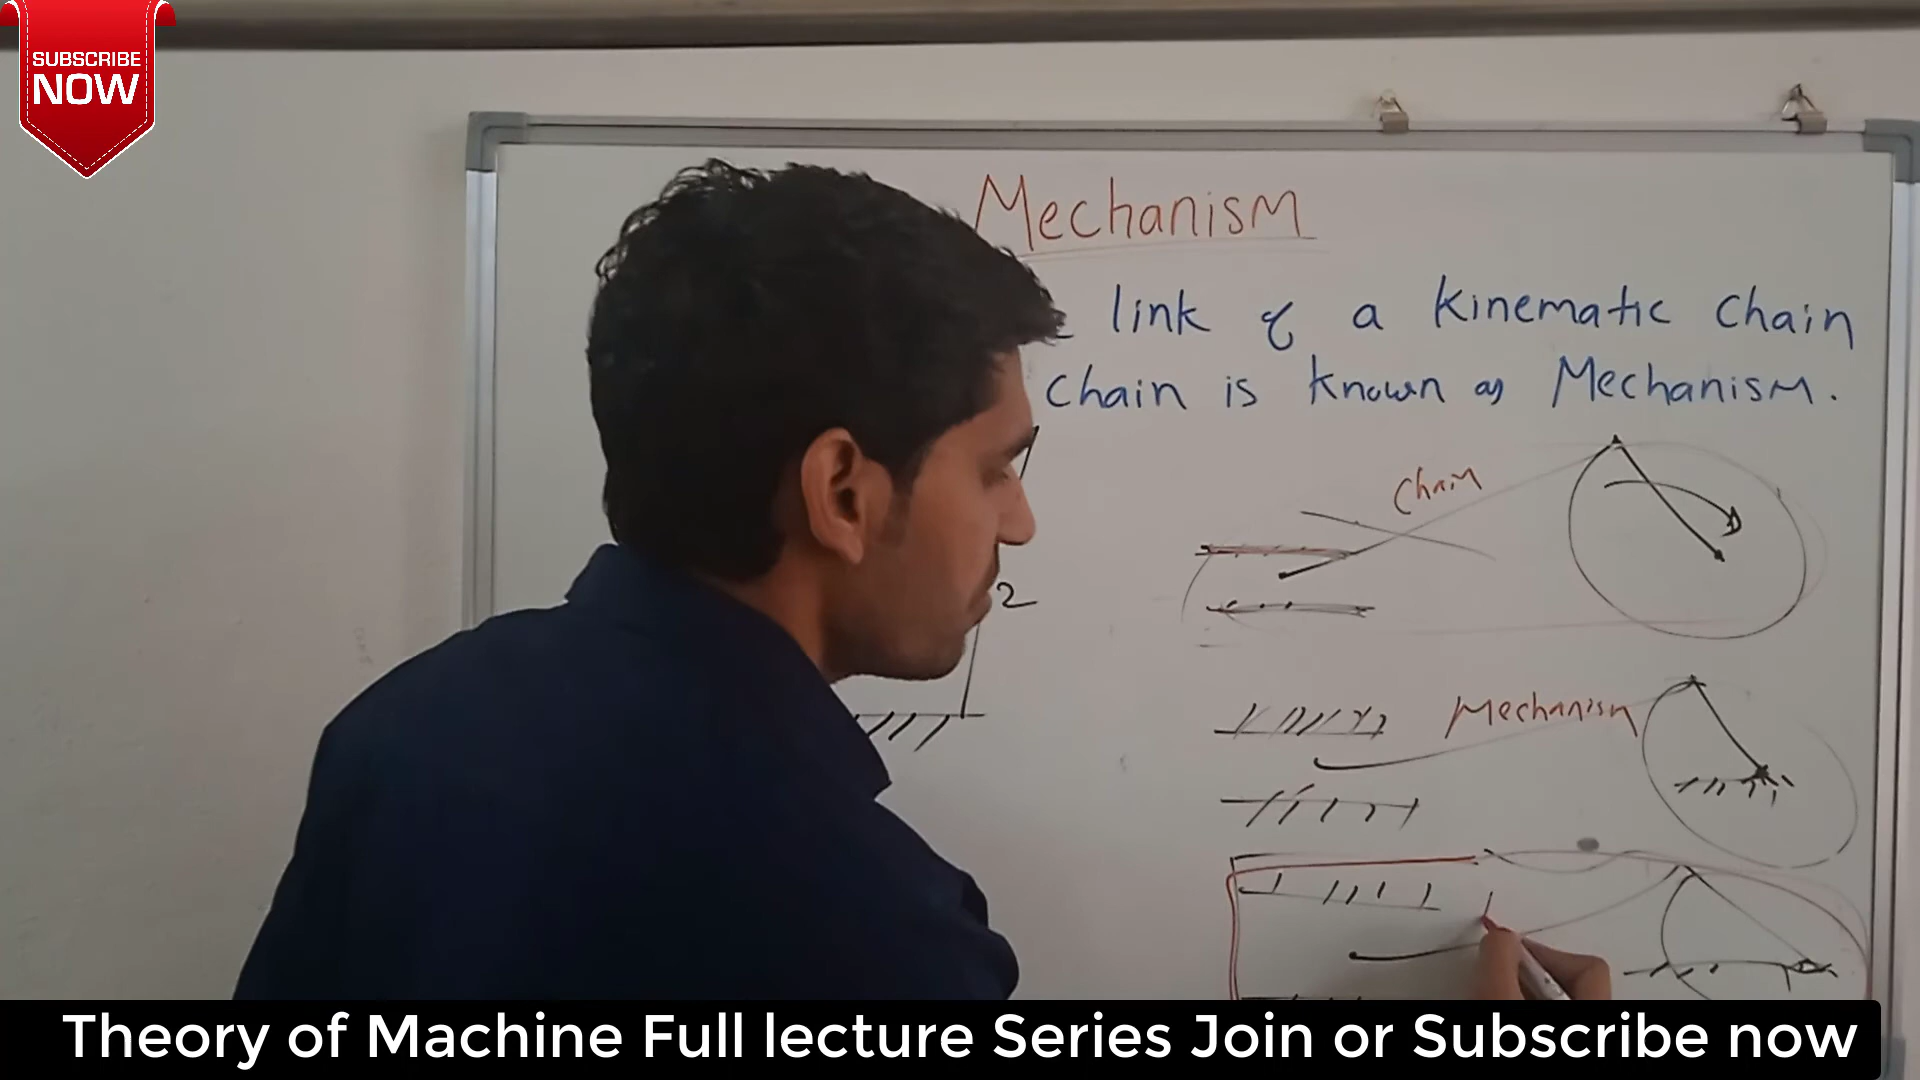 SUBSCRIBE
NOW
Mechanism
link of a Kinematic Chain
Chain is known as Mechanism.
Chain
2
Mechanism
Theory of Machine Full lecture Series Join or Subscribe now